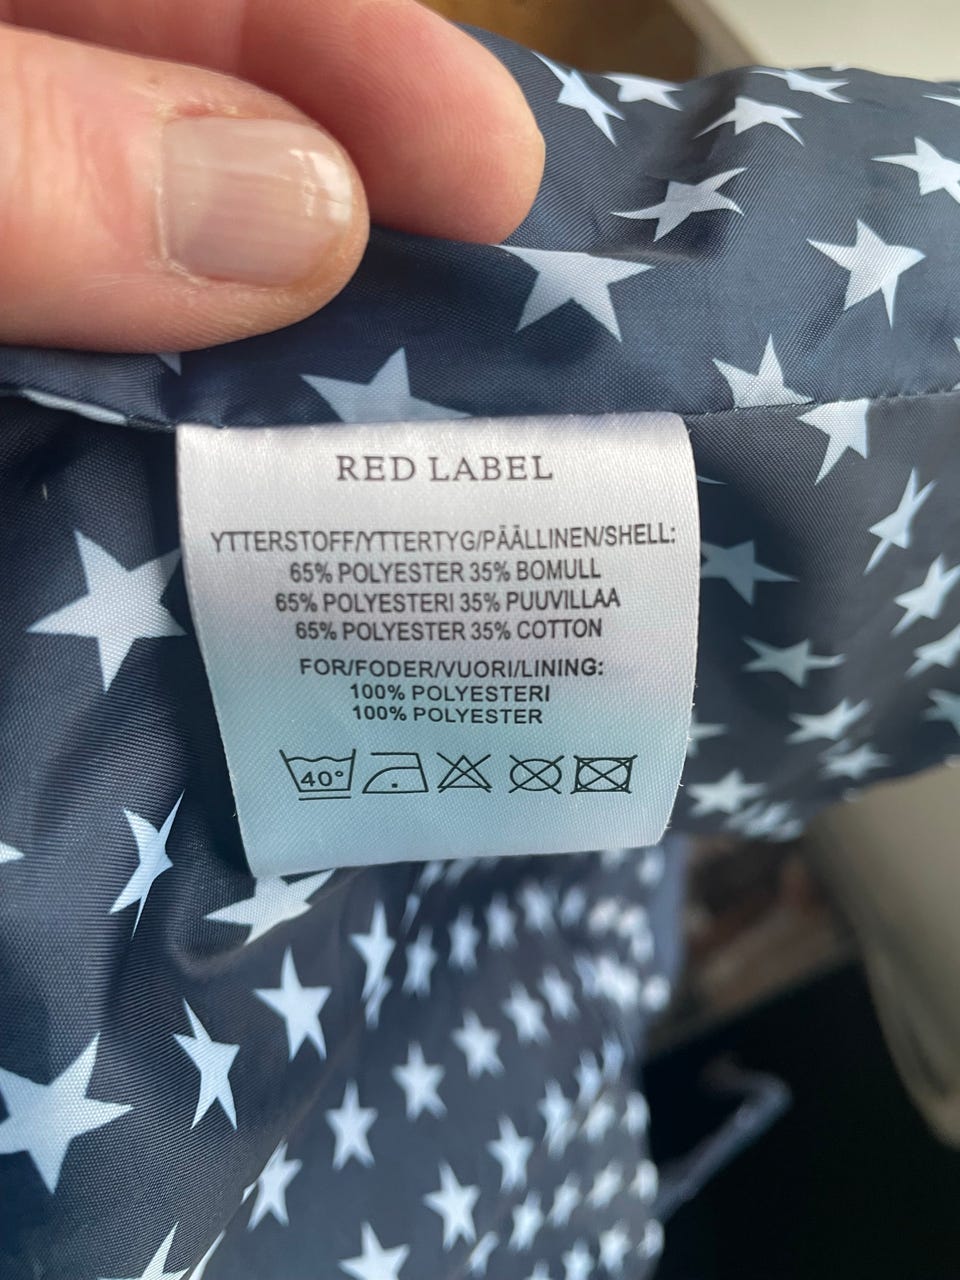 RED LABEL
YTTERSTOFF/YTTERTYG/PÄÄLLINEN/SHELL:
65% POLYESTER 35% BOMULL
65% POLYESTERI 35% PUUVILLAA
65% POLYESTER 35% COTTON
FOR/FODER/VUORI/LINING:
100% POLYESTERI
100% POLYESTER
40°